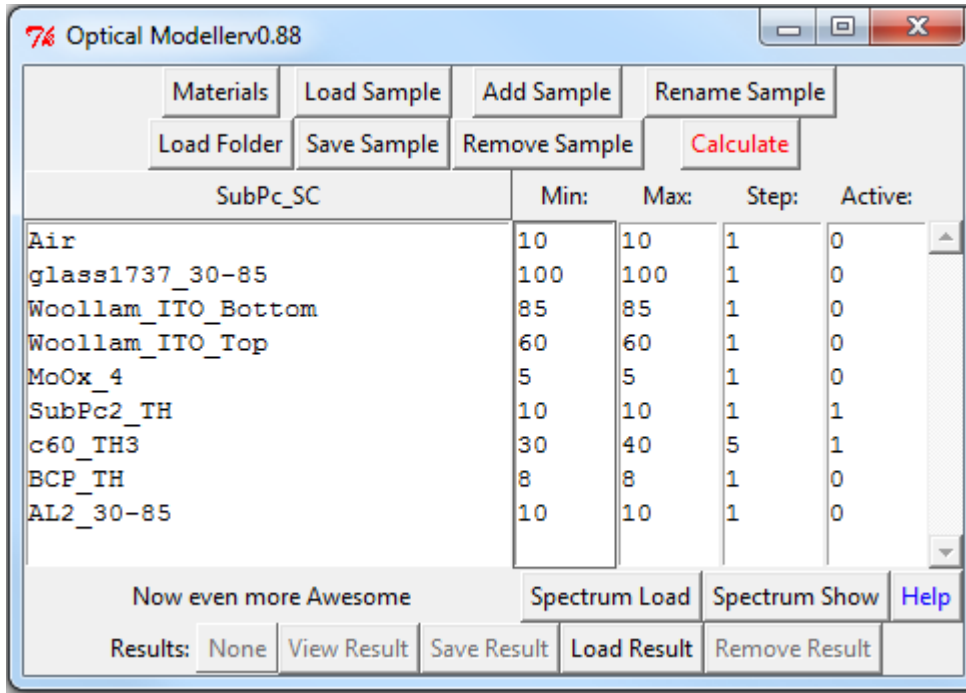 Optical Modellerv0.88
Materials Load Sample Add Sample Rename Sample
Load Folder Save Sample Remove Sample Calculate
SubPc_SC Min: Max: Step: Active:
Air 10 10 1 0
glass1737_30-85 100 100 1 0
Woollam_ITO_Bottom 85 85 1 0
Woollam_ITO_Top 60 60 1 0
MoOx_4 5 5 1 0
SubPc2_TH 10 10 1 1
c60_TH3 30 40 5 1
BCP_TH 8 8 1 0
AL2_30-85 10 10 1 0
Now even more Awesome Spectrum Load Spectrum Show Help
Results: None View Result Save Result Load Result Remove Result